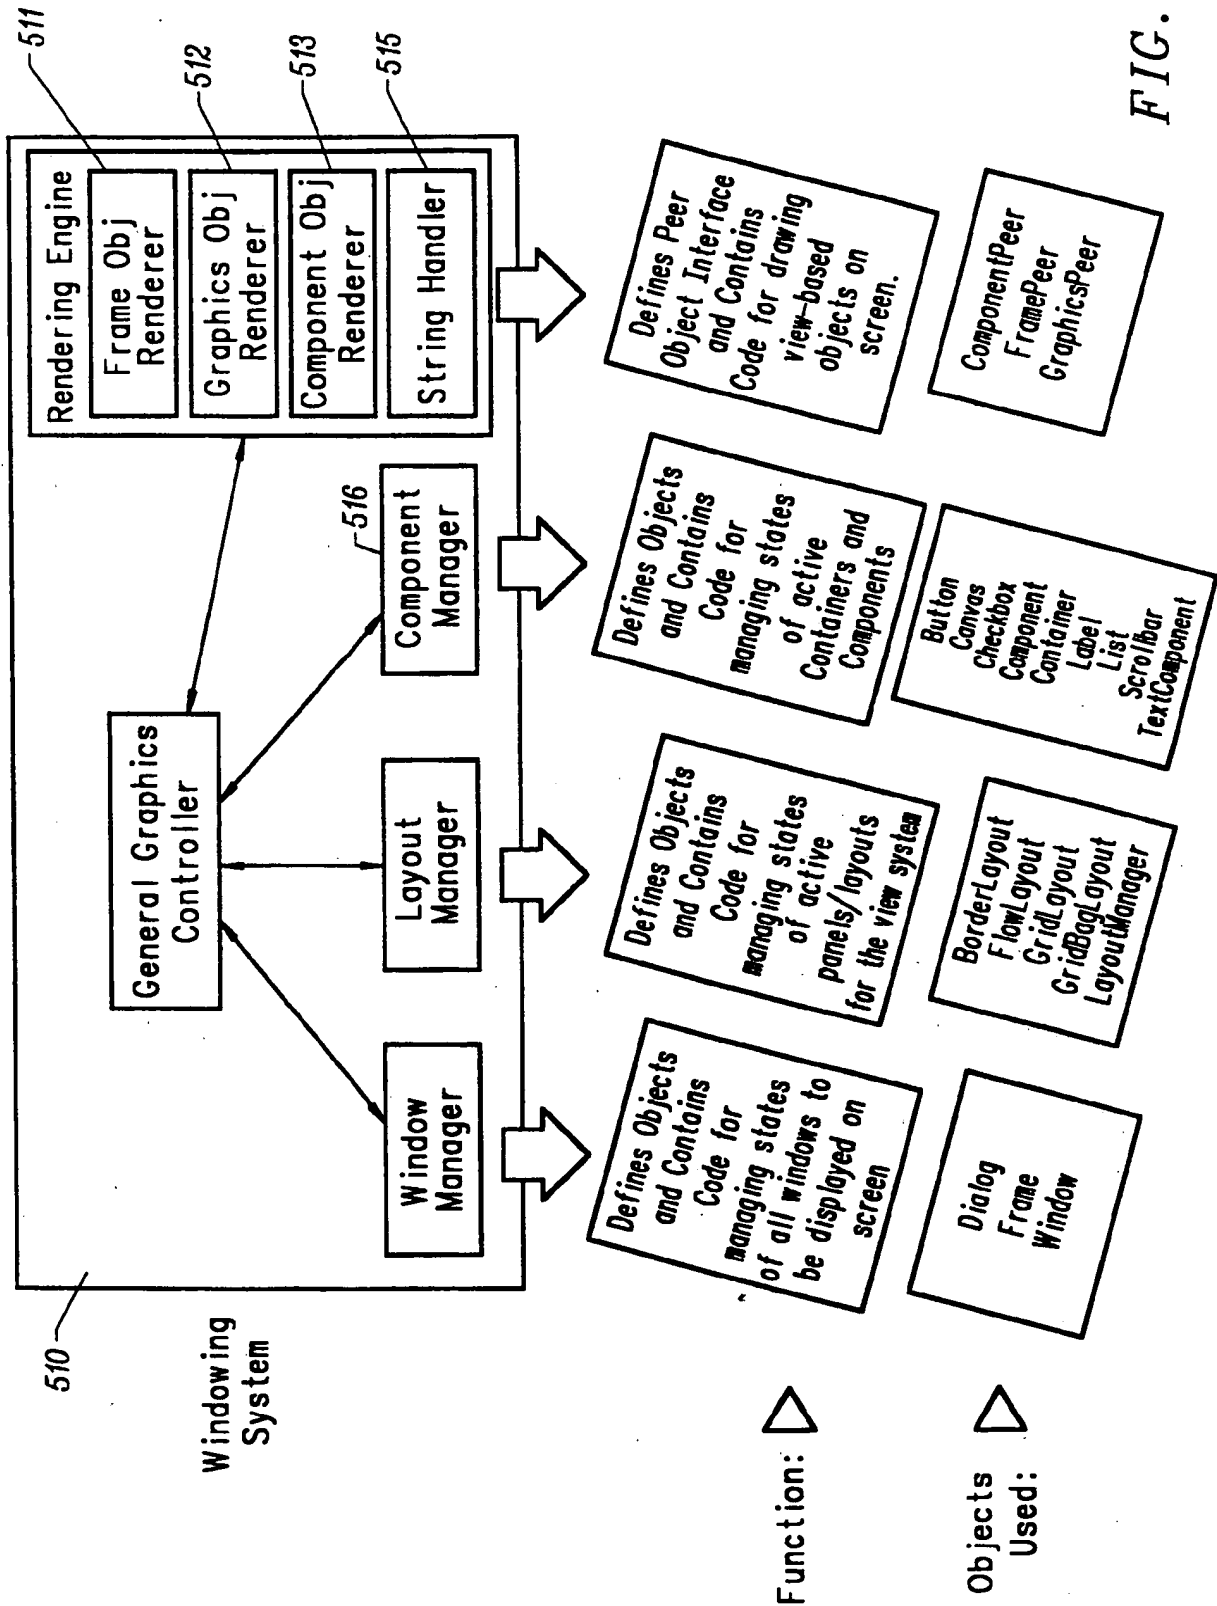 510
Windowing
System
General Graphics
Controller
Window
Manager
Layout
Manager
Component
Manager
516
Rendering Engine
Frame Obj
Renderer
Graphics Obj
Renderer
Component Obj
Renderer
String Handler
511
512
513
515
Function:
Defines Objects
and Contains
Code for
managing states
of all windows to
be displayed on
screen
Defines Objects
and Contains
Code for
managing states
of active
panels/layouts
for the view system
Defines Objects
and Contains
Code for
managing states
of active
Containers and
Components
Defines Peer
Object Interface
and Contains
Code for drawing
view-based
objects on
screen.
Objects
Used:
Dialog
Frame
Window
BorderLayout
FlowLayout
GridLayout
GridBagLayout
LayoutManager
Button
Canvas
Checkbox
Component
Container
Label
List
Scrollbar
TextComponent
ComponentPeer
FramePeer
GraphicsPeer
FIG.